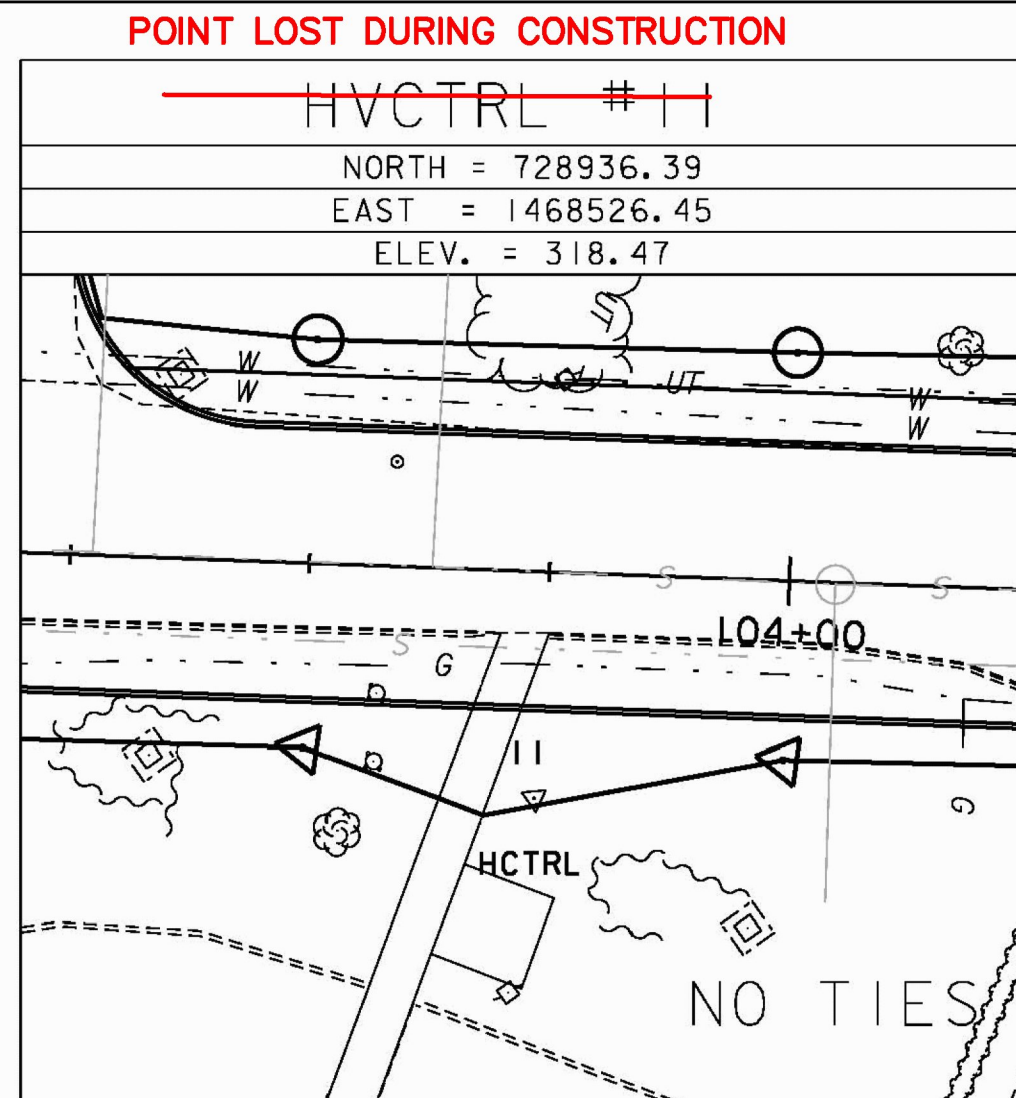 POINT LOST DURING CONSTRUCTION
HVCTRL #11
NORTH = 728936.39
EAST = 1468526.45
ELEV. = 318.47
W
W
UT
W
W
S
S
104+00
S
G
11
G
HCTRL
NO TIES